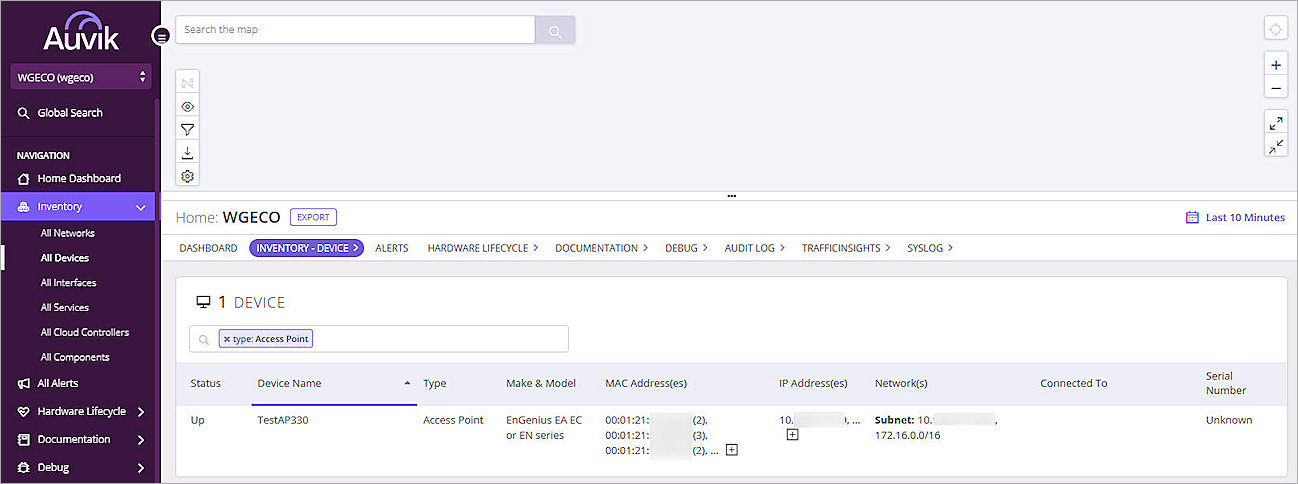 Auvik
WGECO (wgeco)
Global Search
NAVIGATION
Home Dashboard
Inventory
All Networks
All Devices
All Interfaces
All Services
All Cloud Controllers
All Components
All Alerts
Hardware Lifecycle
Documentation
Debug
Search the map
Home: WGECO EXPORT
Last 10 Minutes
DASHBOARD INVENTORY - DEVICE ALERTS HARDWARE LIFECYCLE DOCUMENTATION DEBUG AUDIT LOG TRAFFICINSIGHTS SYSLOG
1 DEVICE
type: Access Point
Status Device Name Type Make & Model MAC Address(es) IP Address(es) Network(s) Connected To Serial
Number
Up TestAP330 Access Point EnGenius EA EC 00:01:21: (2), 10. , ... Subnet: 10. , Unknown
or EN series 00:01:21: (3), 172.16.0.0/16
00:01:21: (2), ...